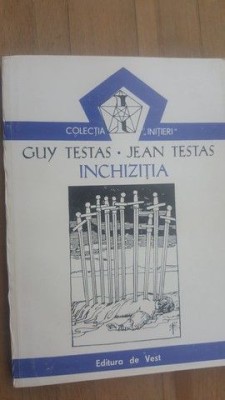 COLECȚIA „INIȚIERI"
GUY TESTAS • JEAN TESTAS
INCHIZIȚIA
Editura de Vest